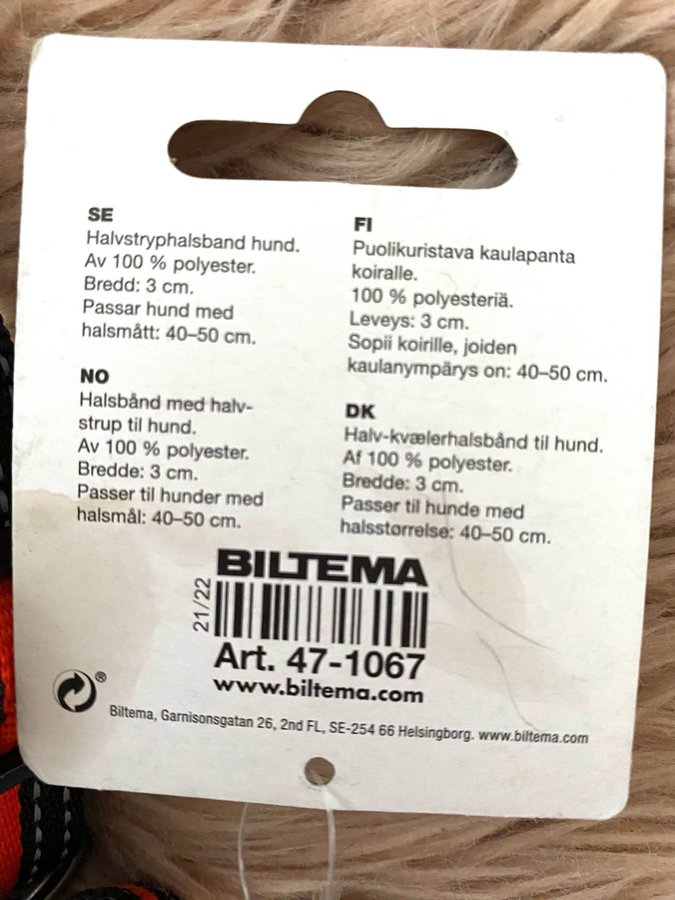 SE
Halvstryphalsband hund.
Av 100 % polyester.
Bredd: 3 cm.
Passar hund med
halsmått: 40–50 cm.
NO
Halsbånd med halv-
strup til hund.
Av 100 % polyester.
Bredde: 3 cm.
Passer til hunder med
halsmål: 40–50 cm.
FI
Puolikuristava kaulapanta
koiralle.
100 % polyesteriä.
Leveys: 3 cm.
Sopii koirille, joiden
kaulanympärys on: 40–50 cm.
DK
Halv-kvælerhalsbånd til hund.
Af 100 % polyester.
Bredde: 3 cm.
Passer til hunde med
halsstørrelse: 40–50 cm.
BILTEMA
21/22
Art. 47-1067
www.biltema.com
®
Biltema, Garnisonsgatan 26, 2nd FL, SE-254 66 Helsingborg. www.biltema.com